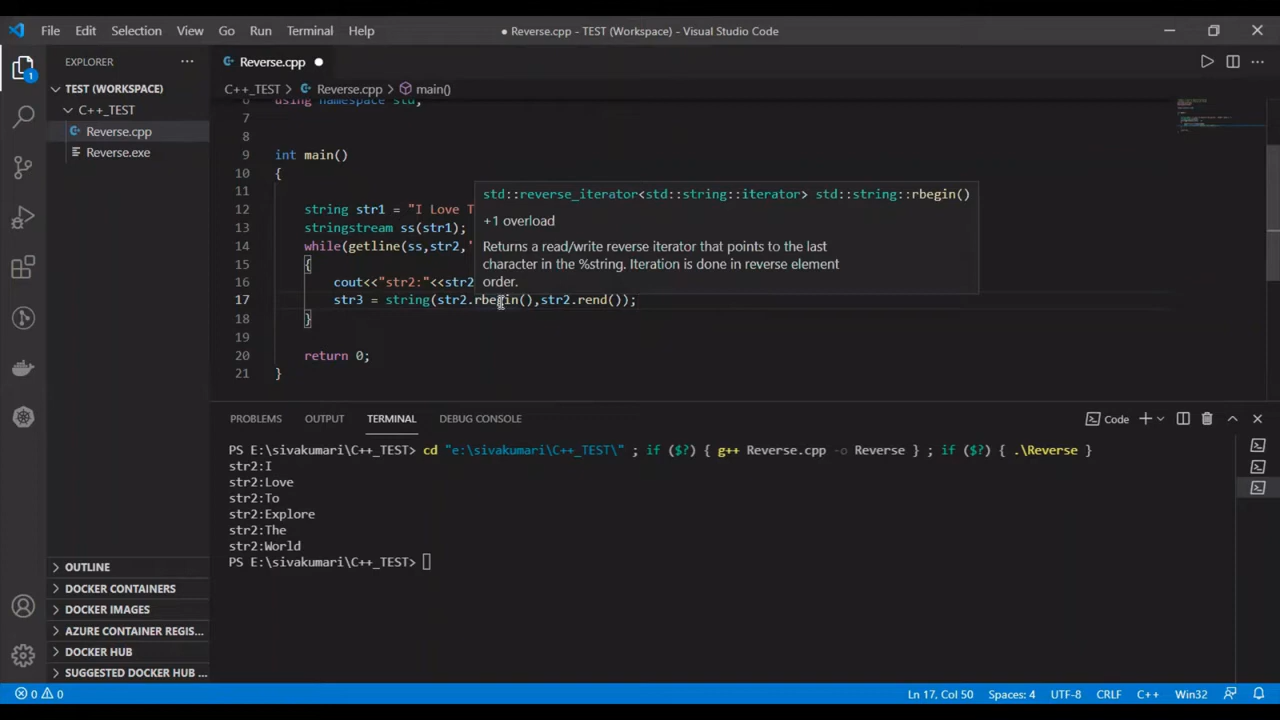 File Edit Selection View Go Run Terminal Help
● Reverse.cpp - TEST (Workspace) - Visual Studio Code
EXPLORER ...
1
TEST (WORKSPACE)
C++_TEST
Reverse.cpp
Reverse.exe
OUTLINE
DOCKER CONTAINERS
DOCKER IMAGES
AZURE CONTAINER REGIS...
DOCKER HUB
SUGGESTED DOCKER HUB ...
Reverse.cpp ●
C++_TEST > Reverse.cpp > main()
6 using namespace std;
7
8
9 int main()
10 {
11
12 string str1 = "I Love T
13 stringstream ss(str1);
14 while(getline(ss,str2,'
15 {
16 cout<<"str2:"<<str2
17 str3 = string(str2.rbegin(),str2.rend());
18 }
19
20 return 0;
21 }
std::reverse_iterator<std::string::iterator> std::string::rbegin()
+1 overload
Returns a read/write reverse iterator that points to the last
character in the %string. Iteration is done in reverse element
order.
PROBLEMS OUTPUT TERMINAL DEBUG CONSOLE
Code
PS E:\sivakumari\C++_TEST> cd "e:\sivakumari\C++_TEST\" ; if ($?) { g++ Reverse.cpp -o Reverse } ; if ($?) { .\Reverse }
str2:I
str2:Love
str2:To
str2:Explore
str2:The
str2:World
PS E:\sivakumari\C++_TEST>
0 0
Ln 17, Col 50 Spaces: 4 UTF-8 CRLF C++ Win32